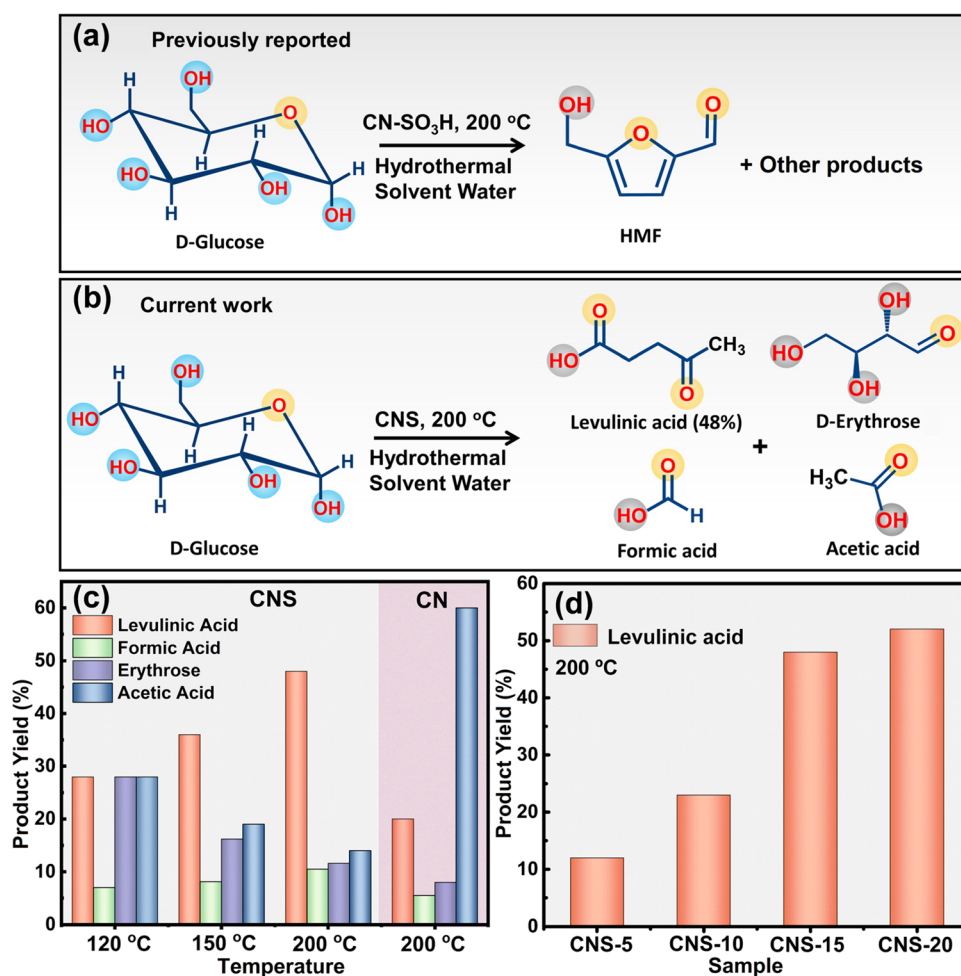 (a)
Previously reported
H
OH
HO
O
H
H
HO
H
OH
H
OH
D-Glucose
CN-SO₃H, 200 °C
Hydrothermal
Solvent Water
OH
O
O
HMF
+ Other products
(b)
Current work
H
OH
HO
O
H
H
HO
H
OH
H
OH
D-Glucose
CNS, 200 °C
Hydrothermal
Solvent Water
O
HO
CH₃
O
Levulinic acid (48%)
OH
O
HO
OH
D-Erythrose
+
O
HO
H
Formic acid
H₃C
O
OH
Acetic acid
(c)
CNS
CN
Levulinic Acid
Formic Acid
Erythrose
Acetic Acid
Product Yield (%)
60
50
40
30
20
10
0
120 °C
150 °C
200 °C
200 °C
Temperature
(d)
Levulinic acid
200 °C
Product Yield (%)
60
50
40
30
20
10
0
CNS-5
CNS-10
CNS-15
CNS-20
Sample